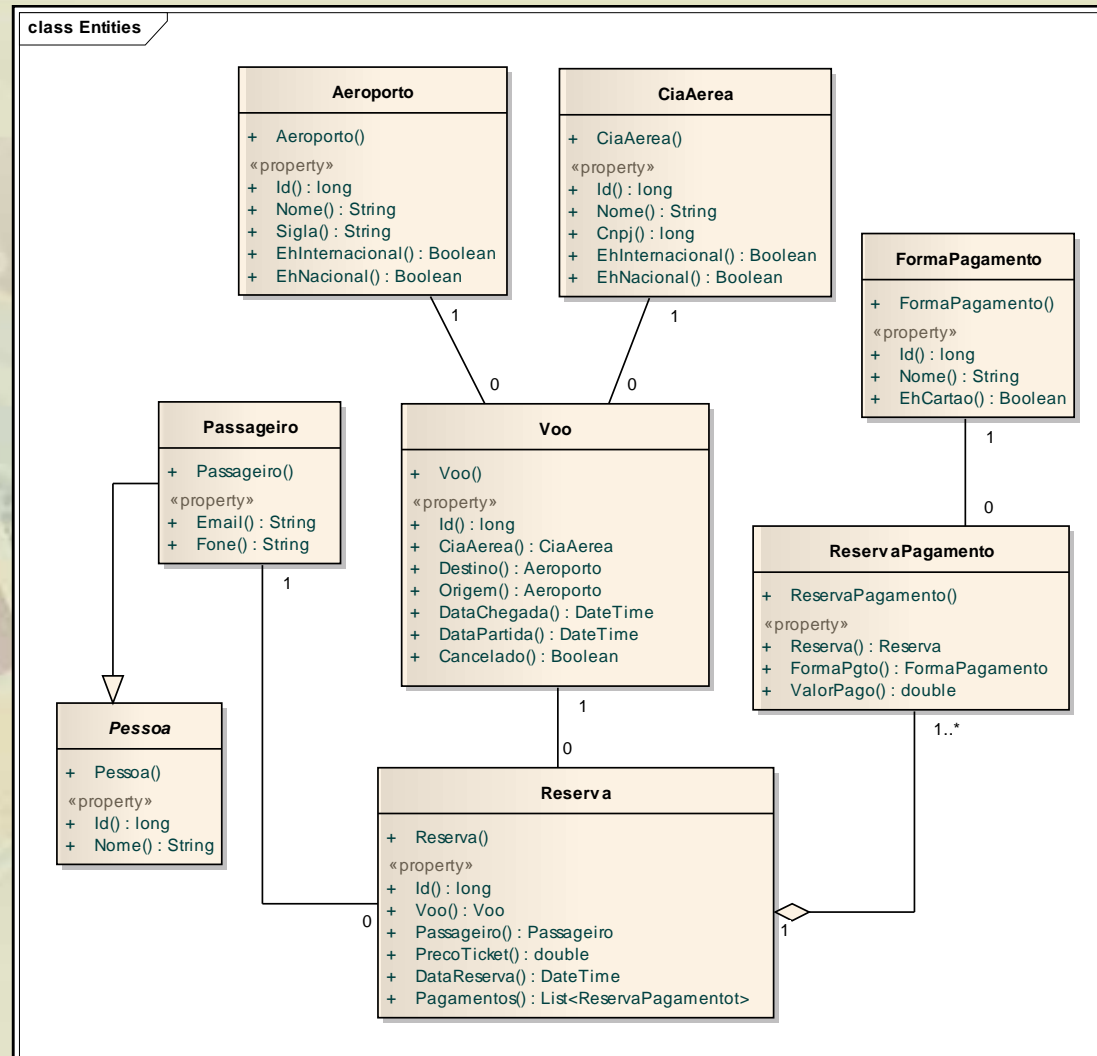 class Entities
Aeroporto
+ Aeroporto()
«property»
+ Id() : long
+ Nome() : String
+ Sigla() : String
+ EhInternacional() : Boolean
+ EhNacional() : Boolean
CiaAerea
+ CiaAerea()
«property»
+ Id() : long
+ Nome() : String
+ Cnpj() : long
+ EhInternacional() : Boolean
+ EhNacional() : Boolean
FormaPagamento
+ FormaPagamento()
«property»
+ Id() : long
+ Nome() : String
+ EhCartao() : Boolean
1
1
0
0
1
0
Passageiro
+ Passageiro()
«property»
+ Email() : String
+ Fone() : String
1
Voo
+ Voo()
«property»
+ Id() : long
+ CiaAerea() : CiaAerea
+ Destino() : Aeroporto
+ Origem() : Aeroporto
+ DataChegada() : DateTime
+ DataPartida() : DateTime
+ Cancelado() : Boolean
1
0
ReservaPagamento
+ ReservaPagamento()
«property»
+ Reserva() : Reserva
+ FormaPgto() : FormaPagamento
+ ValorPago() : double
1..*
Pessoa
+ Pessoa()
«property»
+ Id() : long
+ Nome() : String
Reserva
+ Reserva()
«property»
+ Id() : long
+ Voo() : Voo
+ Passageiro() : Passageiro
+ PrecoTicket() : double
+ DataReserva() : DateTime
+ Pagamentos() : List<ReservaPagamentot>
0
1